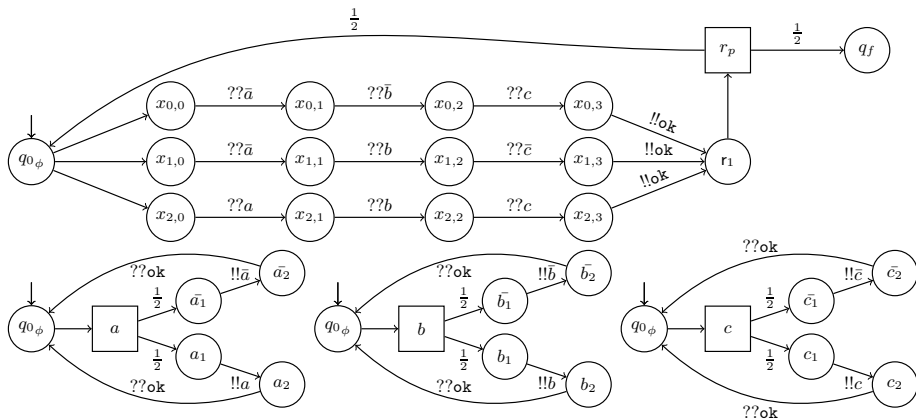 1/2
r_p
1/2
q_f
x_{0,0} ??ā x_{0,1} ??b̄ x_{0,2} ??c x_{0,3}
!!ok
q_{0φ} x_{1,0} ??ā x_{1,1} ??b x_{1,2} ??c̄ x_{1,3} !!ok r_1
!!ok
x_{2,0} ??a x_{2,1} ??b x_{2,2} ??c x_{2,3}
??ok 1/2 ā_1 !!ā ā_2
q_{0φ} a
1/2 a_1 !!a a_2
??ok
??ok 1/2 b̄_1 !!b̄ b̄_2
q_{0φ} b
1/2 b_1 !!b b_2
??ok
??ok
1/2 c̄_1 !!c̄ c̄_2
q_{0φ} c
1/2 c_1 !!c c_2
??ok